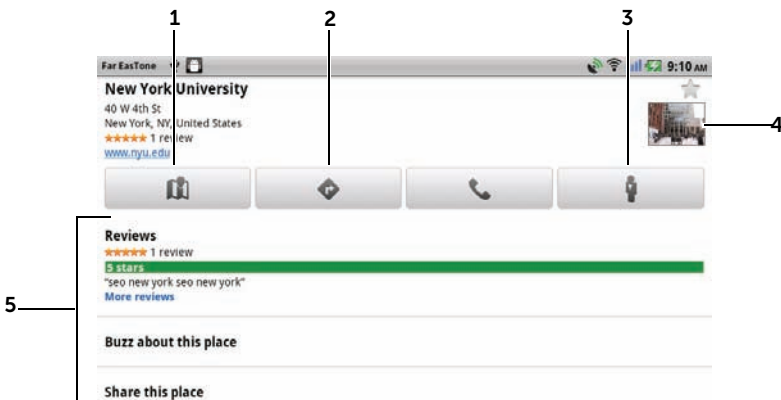 1 2 3
Far EasTone 9:10 AM
New York University
40 W 4th St
New York, NY, United States
1 review
www.nyu.edu
4
Reviews
1 review
5 stars
"seo new york seo new york"
More reviews
5
Buzz about this place
Share this place